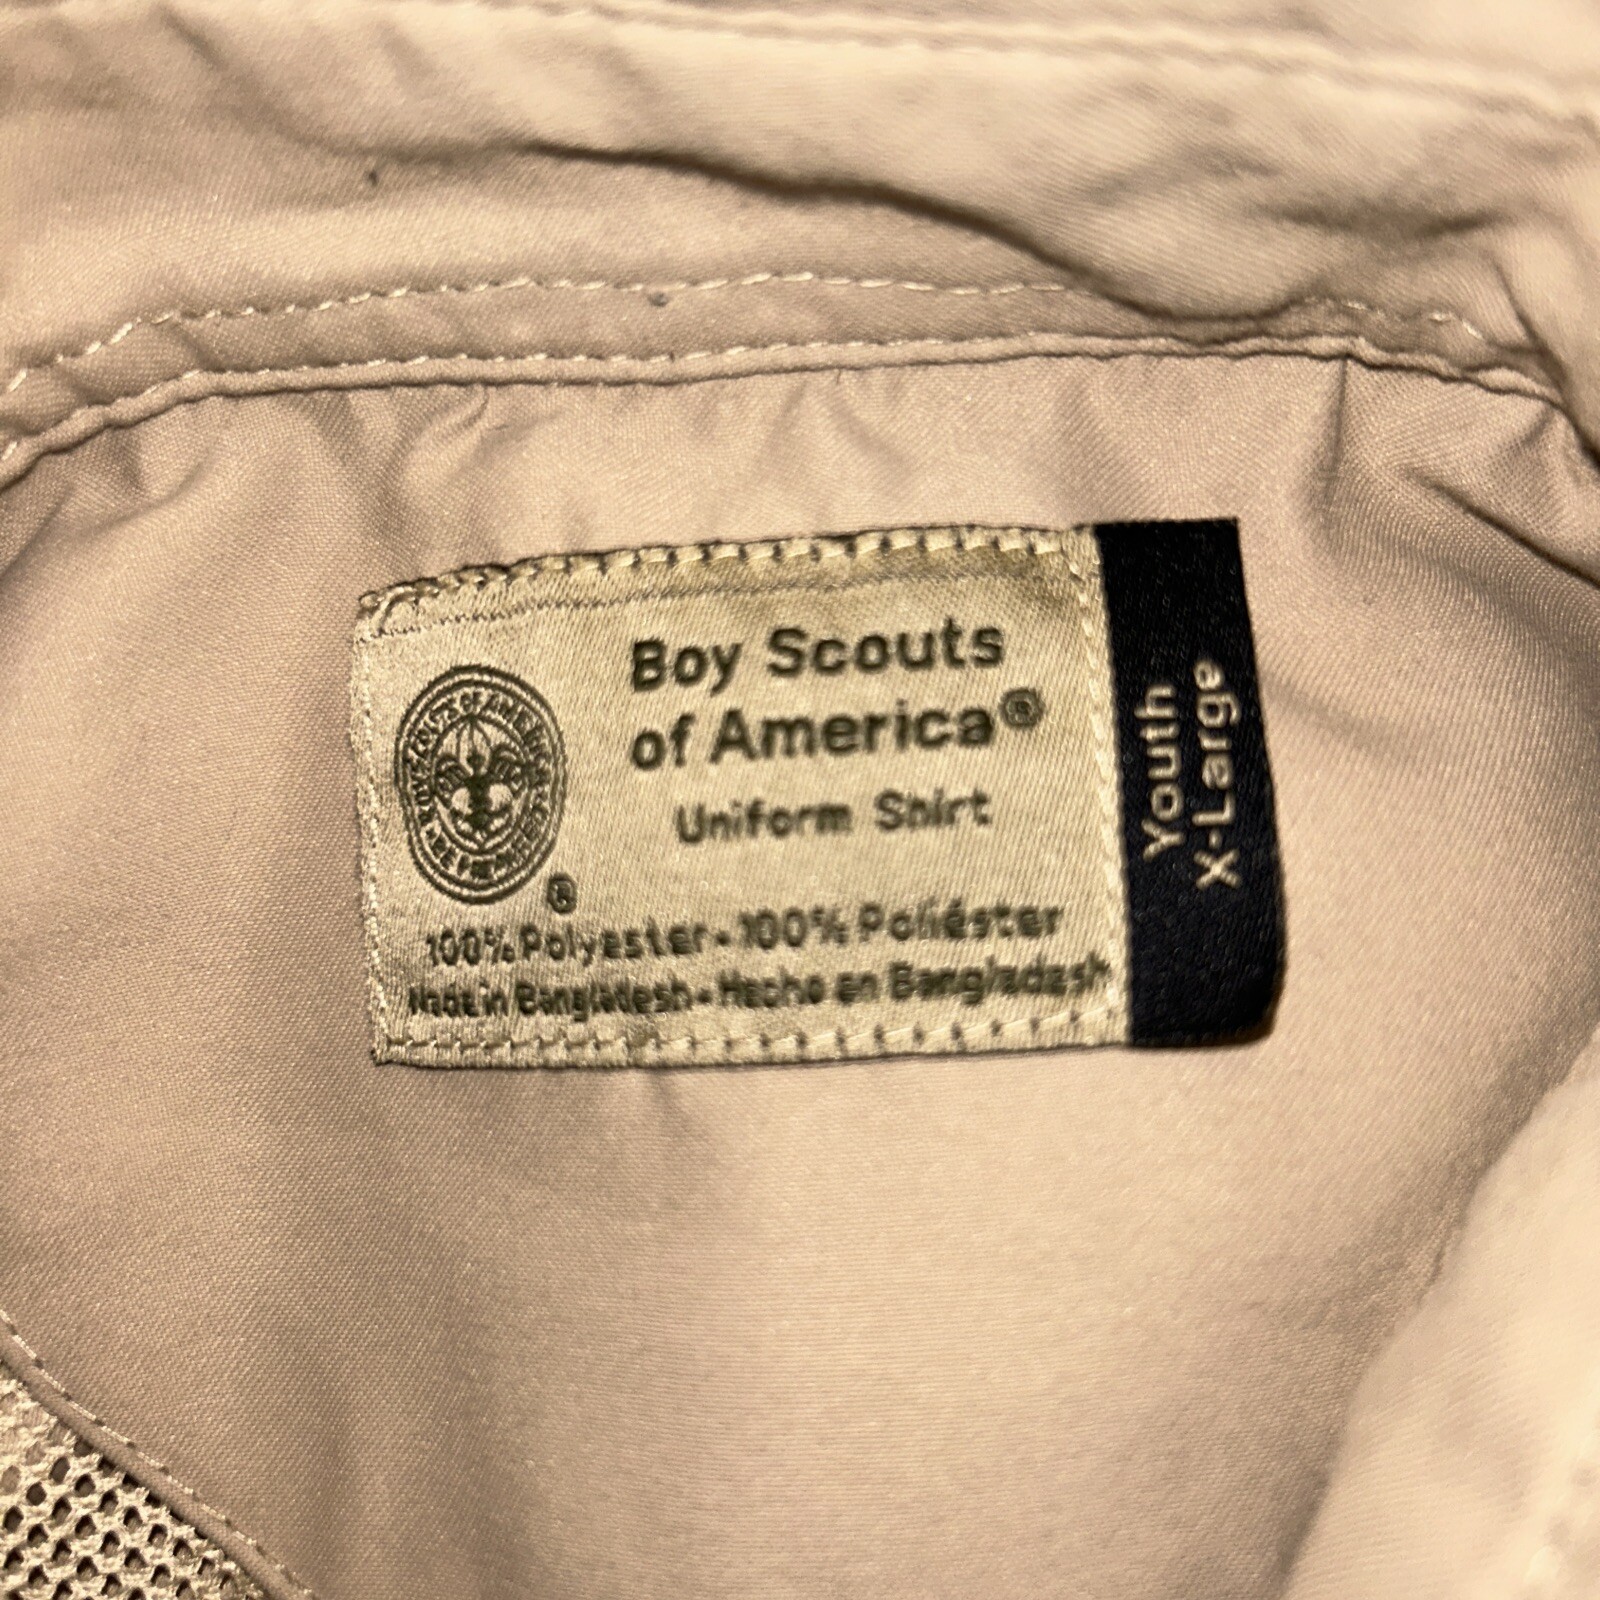 Boy Scouts
of America®
Uniform Shirt
®
100% Polyester - 100% Poliéster
Made in Bangladesh - Hecho en Bangladesh
Youth
X-Large